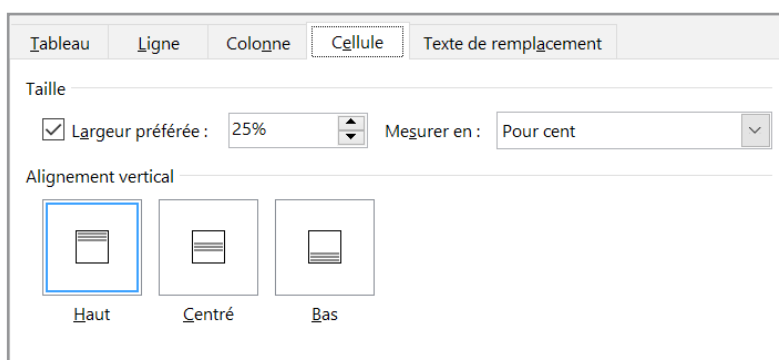 Tableau Ligne Colonne Cellule Texte de remplacement
Taille
Largeur préférée : 25% Mesurer en : Pour cent
Alignement vertical
Haut Centré Bas